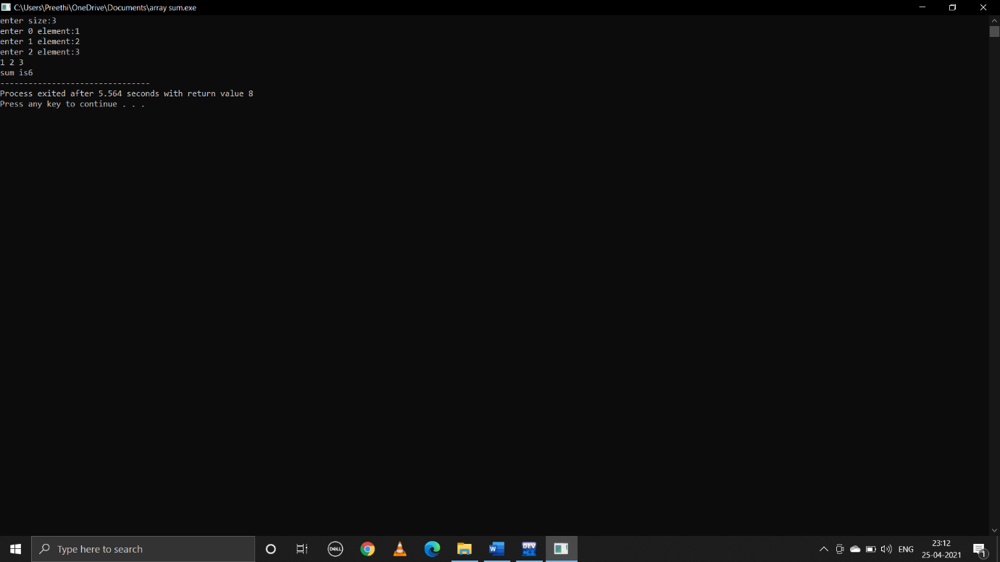 C:\Users\Preethi\OneDrive\Documents\array sum.exe
enter size:3
enter 0 element:1
enter 1 element:2
enter 2 element:3
1 2 3
sum is6
--------------------------------
Process exited after 5.564 seconds with return value 8
Press any key to continue . . .
Type here to search
DELL
W
DEV
C++
ENG
23:12
25-04-2021
1